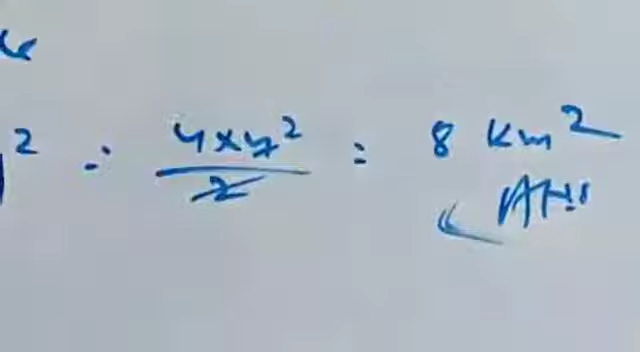 ² = 4×4²/2 = 8 Km²
Ans